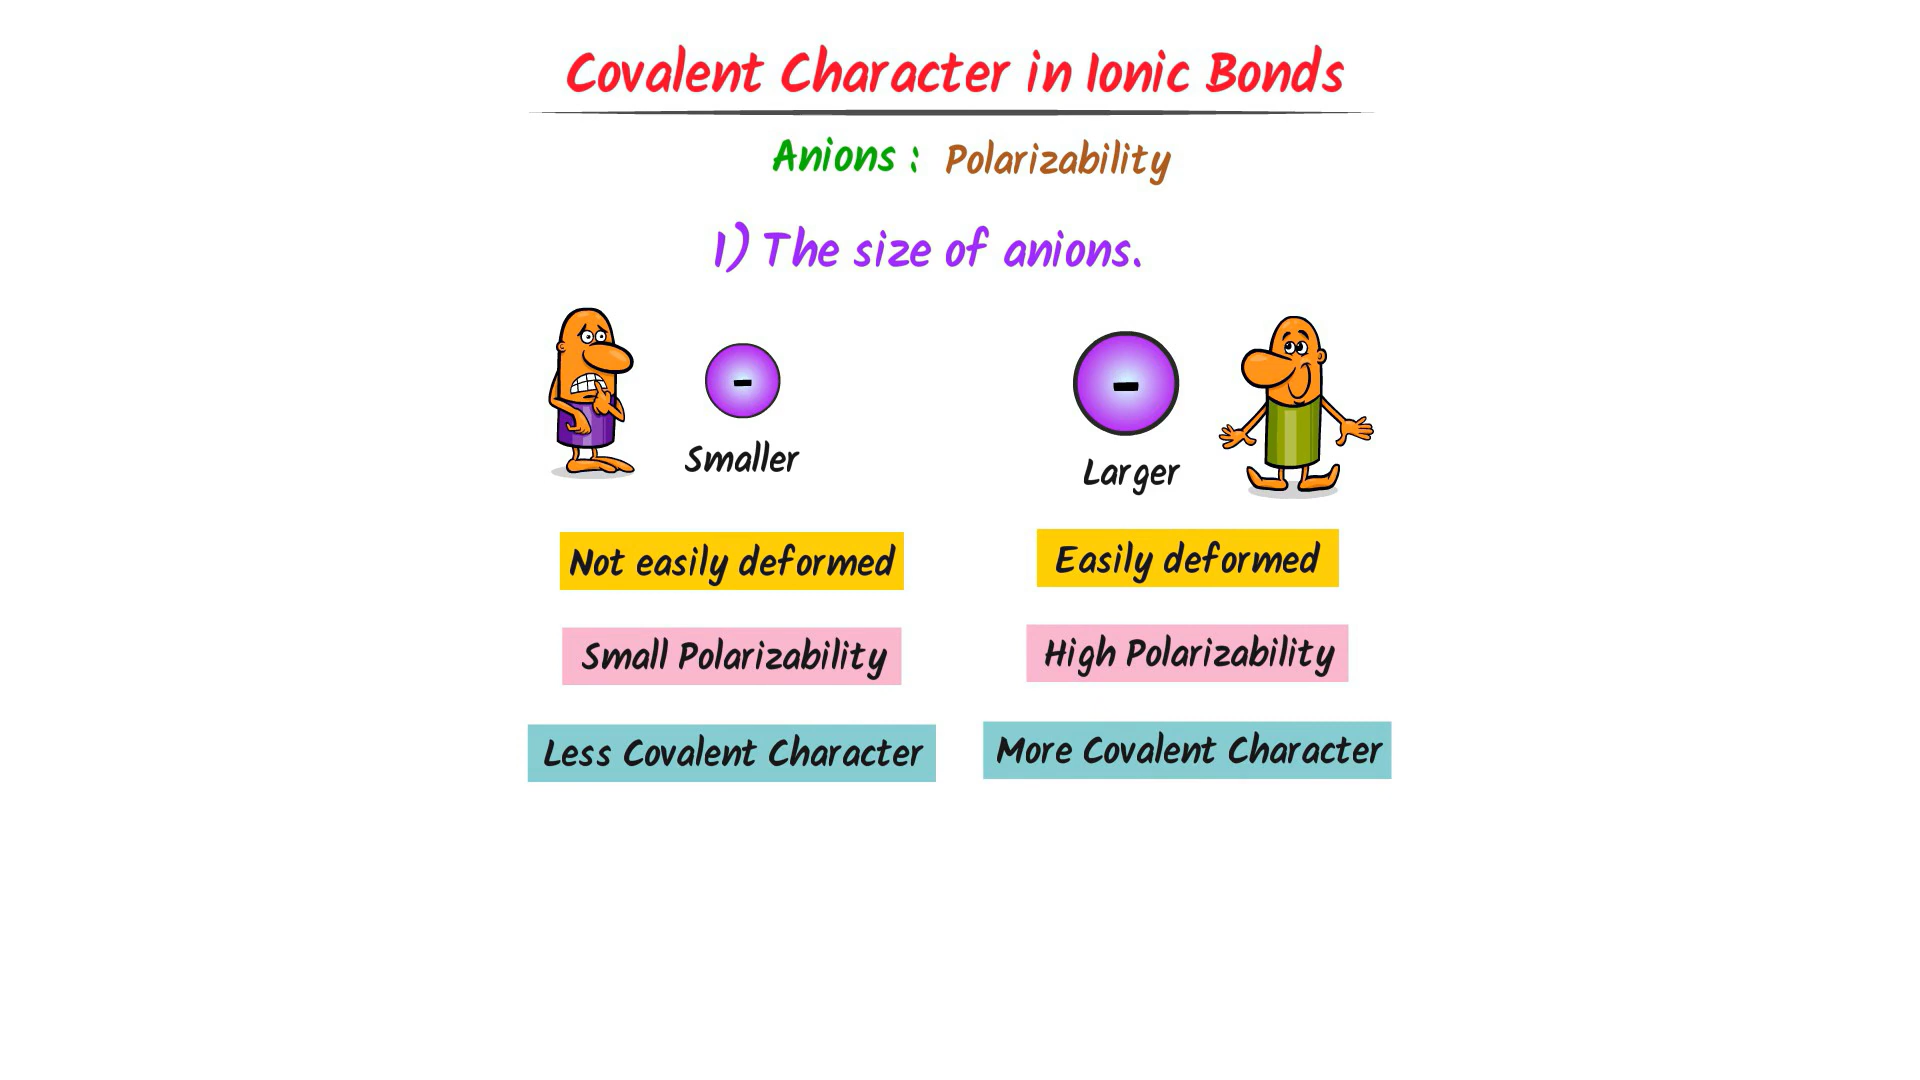 Covalent Character in Ionic Bonds
Anions : Polarizability
1) The size of anions.
-
-
Smaller
Larger
Not easily deformed
Easily deformed
Small Polarizability
High Polarizability
Less Covalent Character
More Covalent Character